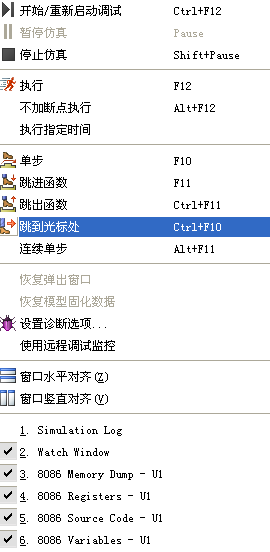 开始/重新启动调试 Ctrl+F12
暂停仿真 Pause
停止仿真 Shift+Pause
执行 F12
不加断点执行 Alt+F12
执行指定时间
单步 F10
跳进函数 F11
跳出函数 Ctrl+F11
跳到光标处 Ctrl+F10
连续单步 Alt+F11
恢复弹出窗口
恢复模型固化数据
设置诊断选项...
使用远程调试监控
窗口水平对齐(Z)
窗口竖直对齐(V)
1. Simulation Log
2. Watch Window
3. 8086 Memory Dump - U1
4. 8086 Registers - U1
5. 8086 Source Code - U1
6. 8086 Variables - U1